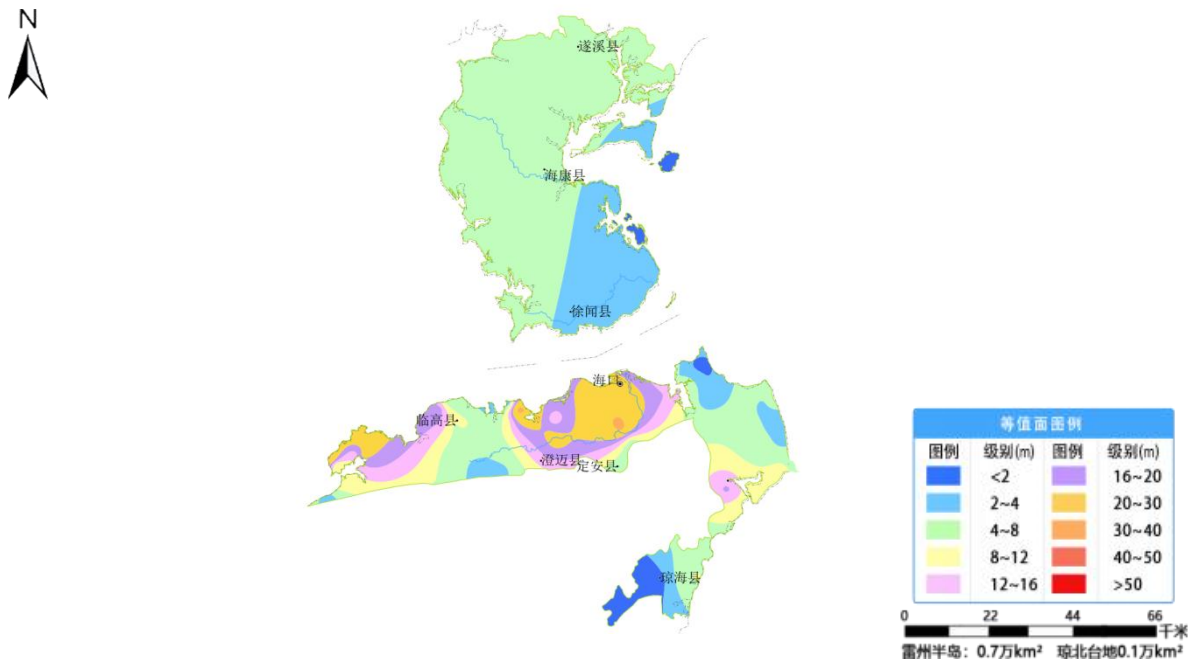 N
遂溪县
海康县
徐闻县
海口
临高县
澄迈县
定安县
琼海县
等值面图例
图例 级别(m) 图例 级别(m)
<2 16~20
2~4 20~30
4~8 30~40
8~12 40~50
12~16 >50
0 22 44 66
千米
雷州半岛：0.7万km² 琼北台地0.1万km²